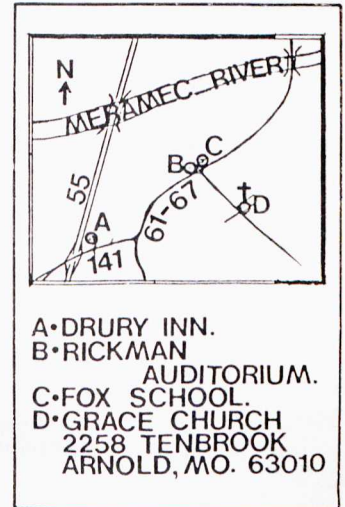 N
MERAMEC RIVER
55
61-67
B
C
D
A
141
A•DRURY INN.
B•RICKMAN
AUDITORIUM.
C•FOX SCHOOL.
D•GRACE CHURCH
2258 TENBROOK
ARNOLD, MO. 63010